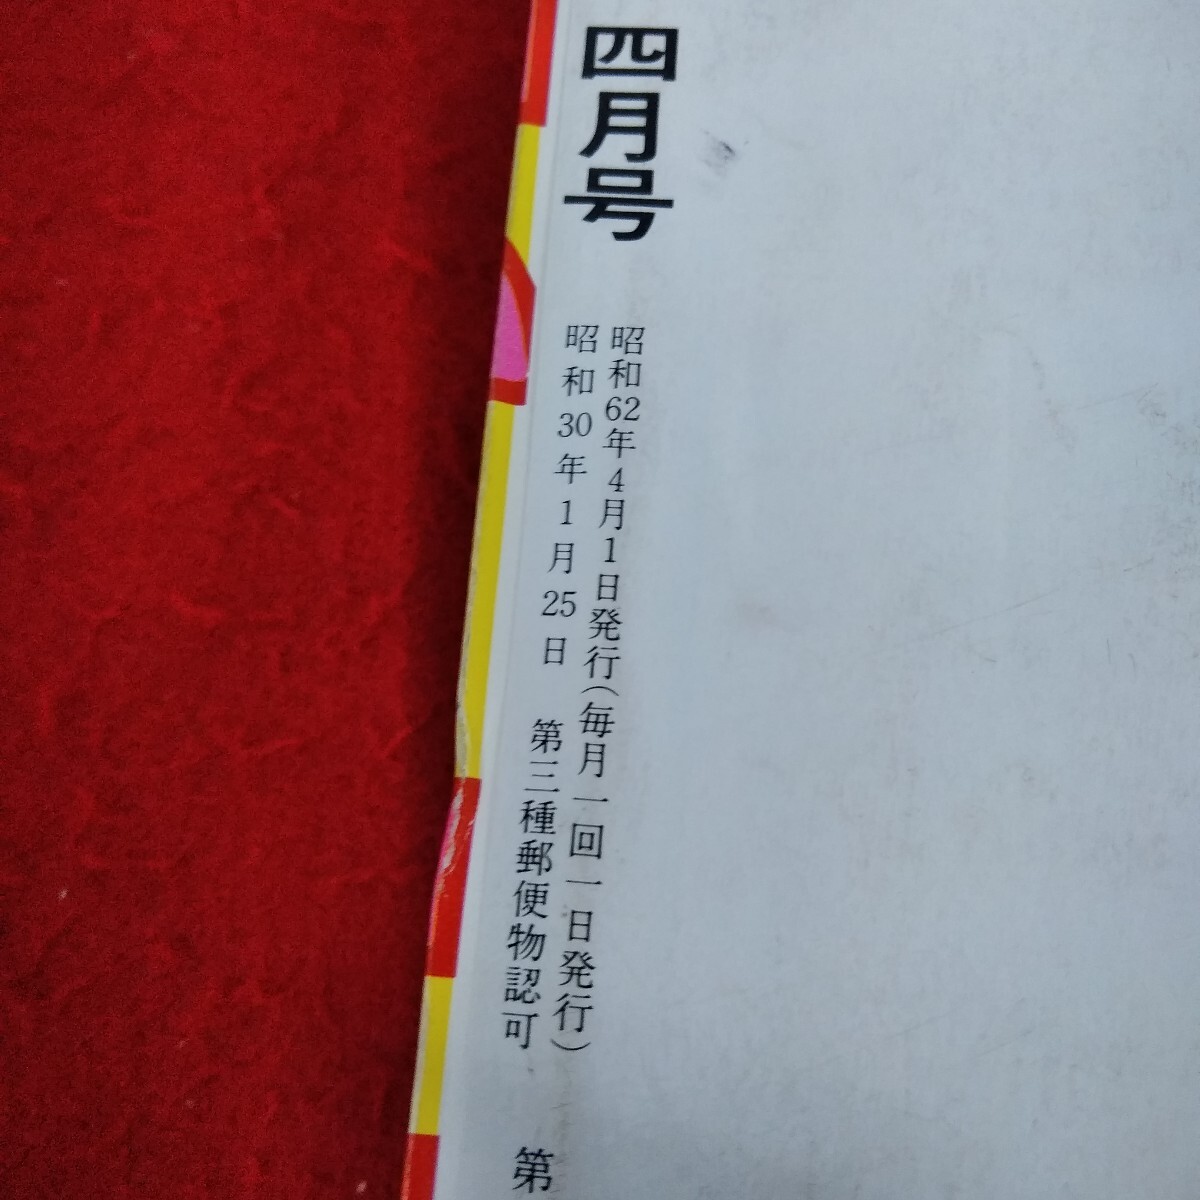 四月号
昭和62年4月1日発行(毎月一回一日発行)
昭和30年1月25日 第三種郵便物認可 第